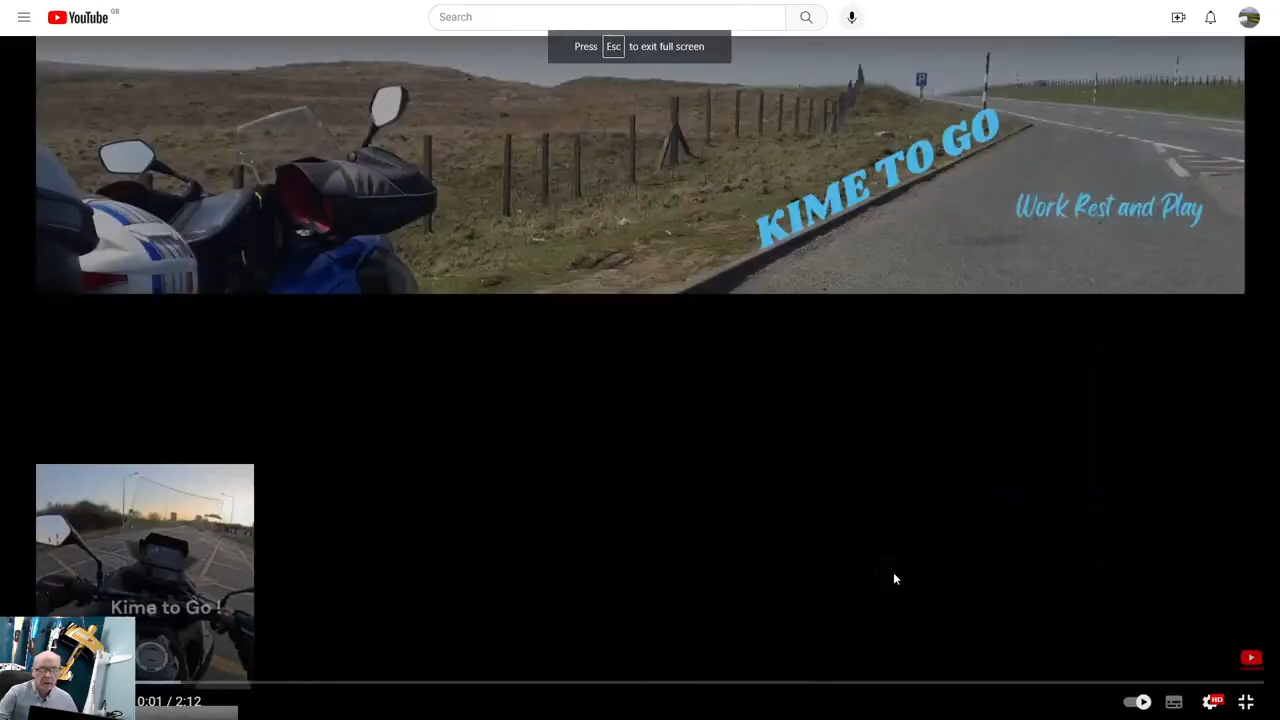 YouTube GB
Search
Press Esc to exit full screen
P
KIME TO GO
Work Rest and Play
Kime to Go !
0:01 / 2:12
HD